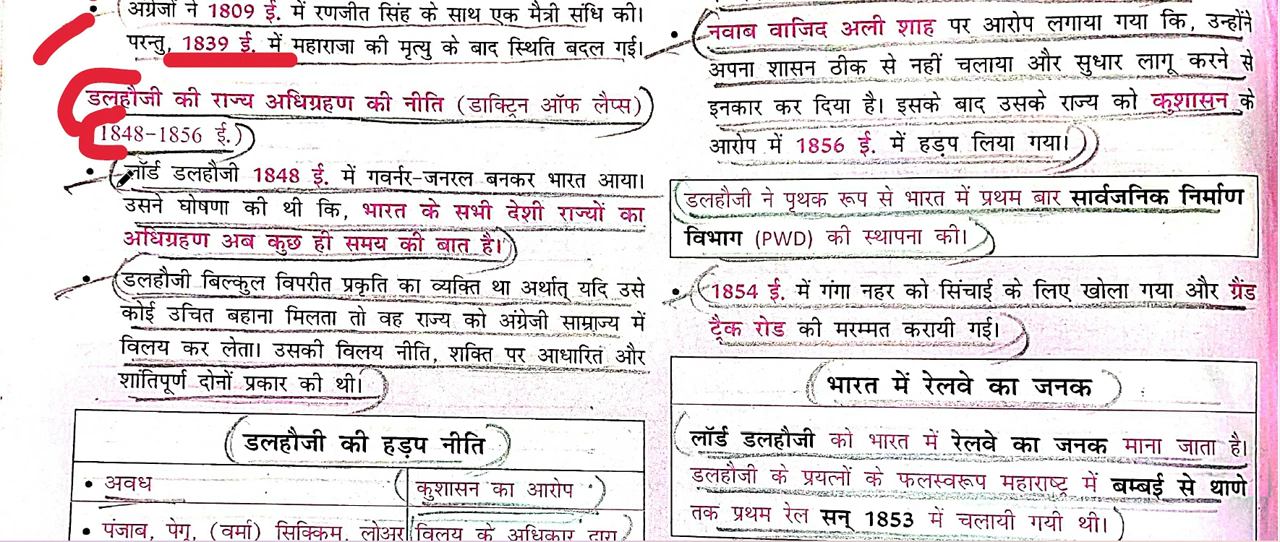 अंग्रेजों ने 1809 ई. में रणजीत सिंह के साथ एक मैत्री संधि की।
परन्तु, 1839 ई. में महाराजा की मृत्यु के बाद स्थिति बदल गई।
डलहौजी की राज्य अधिग्रहण की नीति (डाक्ट्रिन ऑफ लैप्स)
1848-1856 ई.)
• लॉर्ड डलहौजी 1848 ई. में गवर्नर-जनरल बनकर भारत आया।
उसने घोषणा की थी कि, भारत के सभी देशी राज्यों का
अधिग्रहण अब कुछ ही समय की बात है।
• डलहौजी बिल्कुल विपरीत प्रकृति का व्यक्ति था अर्थात् यदि उसे
कोई उचित बहाना मिलता तो वह राज्य को अंग्रेजी साम्राज्य में
विलय कर लेता। उसकी विलय नीति, शक्ति पर आधारित और
शांतिपूर्ण दोनों प्रकार की थी।
डलहौजी की हड़प नीति
• अवध कुशासन का आरोप
• पंजाब, पेगु, (वर्मा) सिक्किम, लोअर विलय के अधिकार द्वारा
• नवाब वाजिद अली शाह पर आरोप लगाया गया कि, उन्होंने
अपना शासन ठीक से नहीं चलाया और सुधार लागू करने से
इनकार कर दिया है। इसके बाद उसके राज्य को कुशासन के
आरोप में 1856 ई. में हड़प लिया गया।
डलहौजी ने पृथक रूप से भारत में प्रथम बार सार्वजनिक निर्माण
विभाग (PWD) की स्थापना की।
• 1854 ई. में गंगा नहर को सिंचाई के लिए खोला गया और ग्रैंड
ट्रैक रोड की मरम्मत करायी गई।
भारत में रेलवे का जनक
लॉर्ड डलहौजी को भारत में रेलवे का जनक माना जाता है।
डलहौजी के प्रयत्नों के फलस्वरूप महाराष्ट्र में बम्बई से थाणे
तक प्रथम रेल सन् 1853 में चलायी गयी थी।